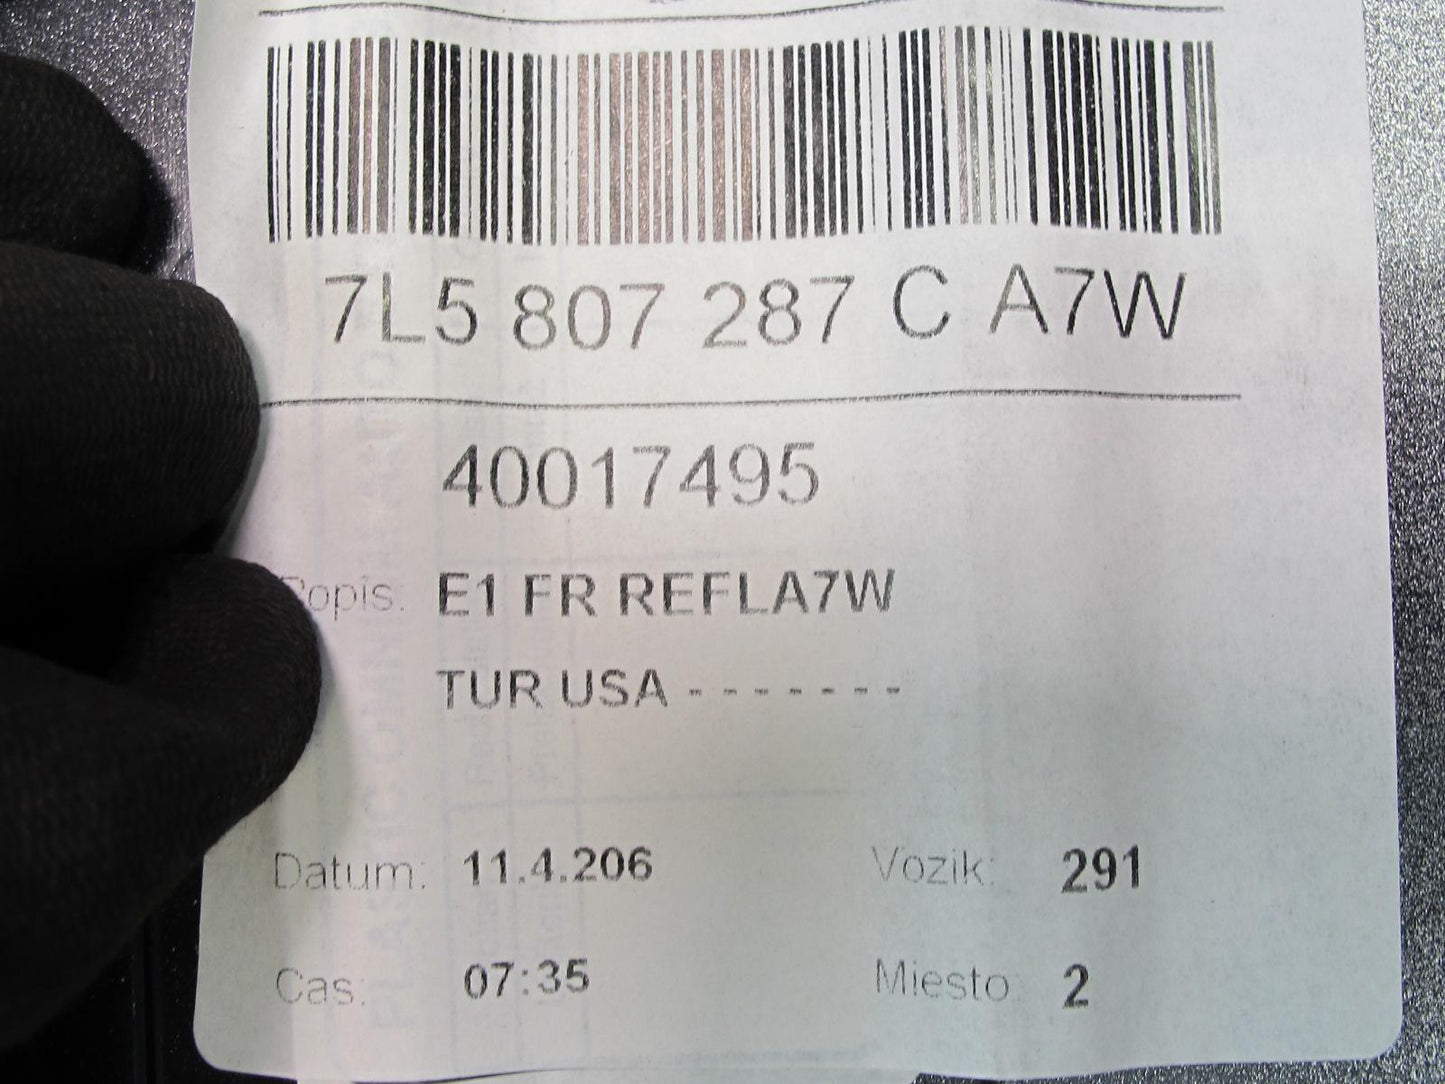 7L5 807 287 C A7W
40017495
Popis: E1 FR REFLA7W
TUR USA - - - - - - -
Datum: 11.4.206 Vozik: 291
Cas: 07:35 Miesto 2